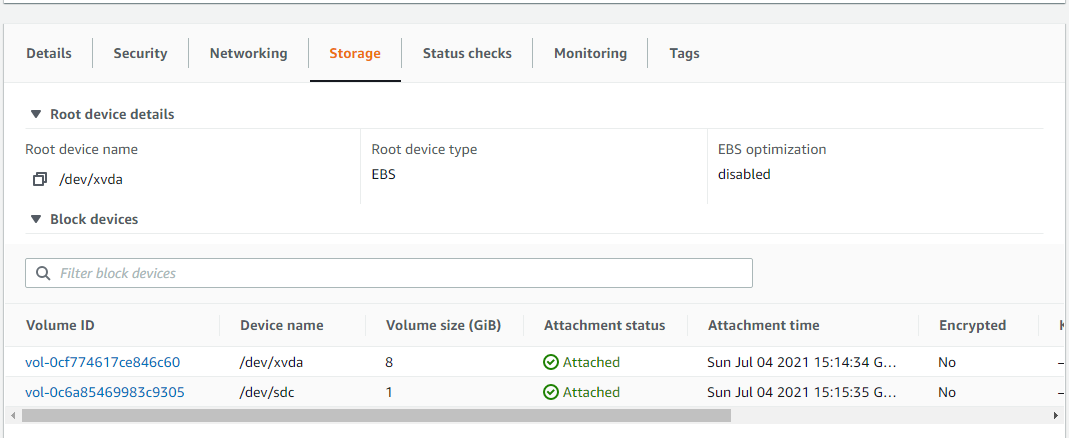 Details Security Networking Storage Status checks Monitoring Tags
Root device details
Root device name Root device type EBS optimization
/dev/xvda EBS disabled
Block devices
Filter block devices
Volume ID Device name Volume size (GiB) Attachment status Attachment time Encrypted
vol-0cf774617ce846c60 /dev/xvda 8 Attached Sun Jul 04 2021 15:14:34 G... No –
vol-0c6a85469983c9305 /dev/sdc 1 Attached Sun Jul 04 2021 15:15:35 G... No –